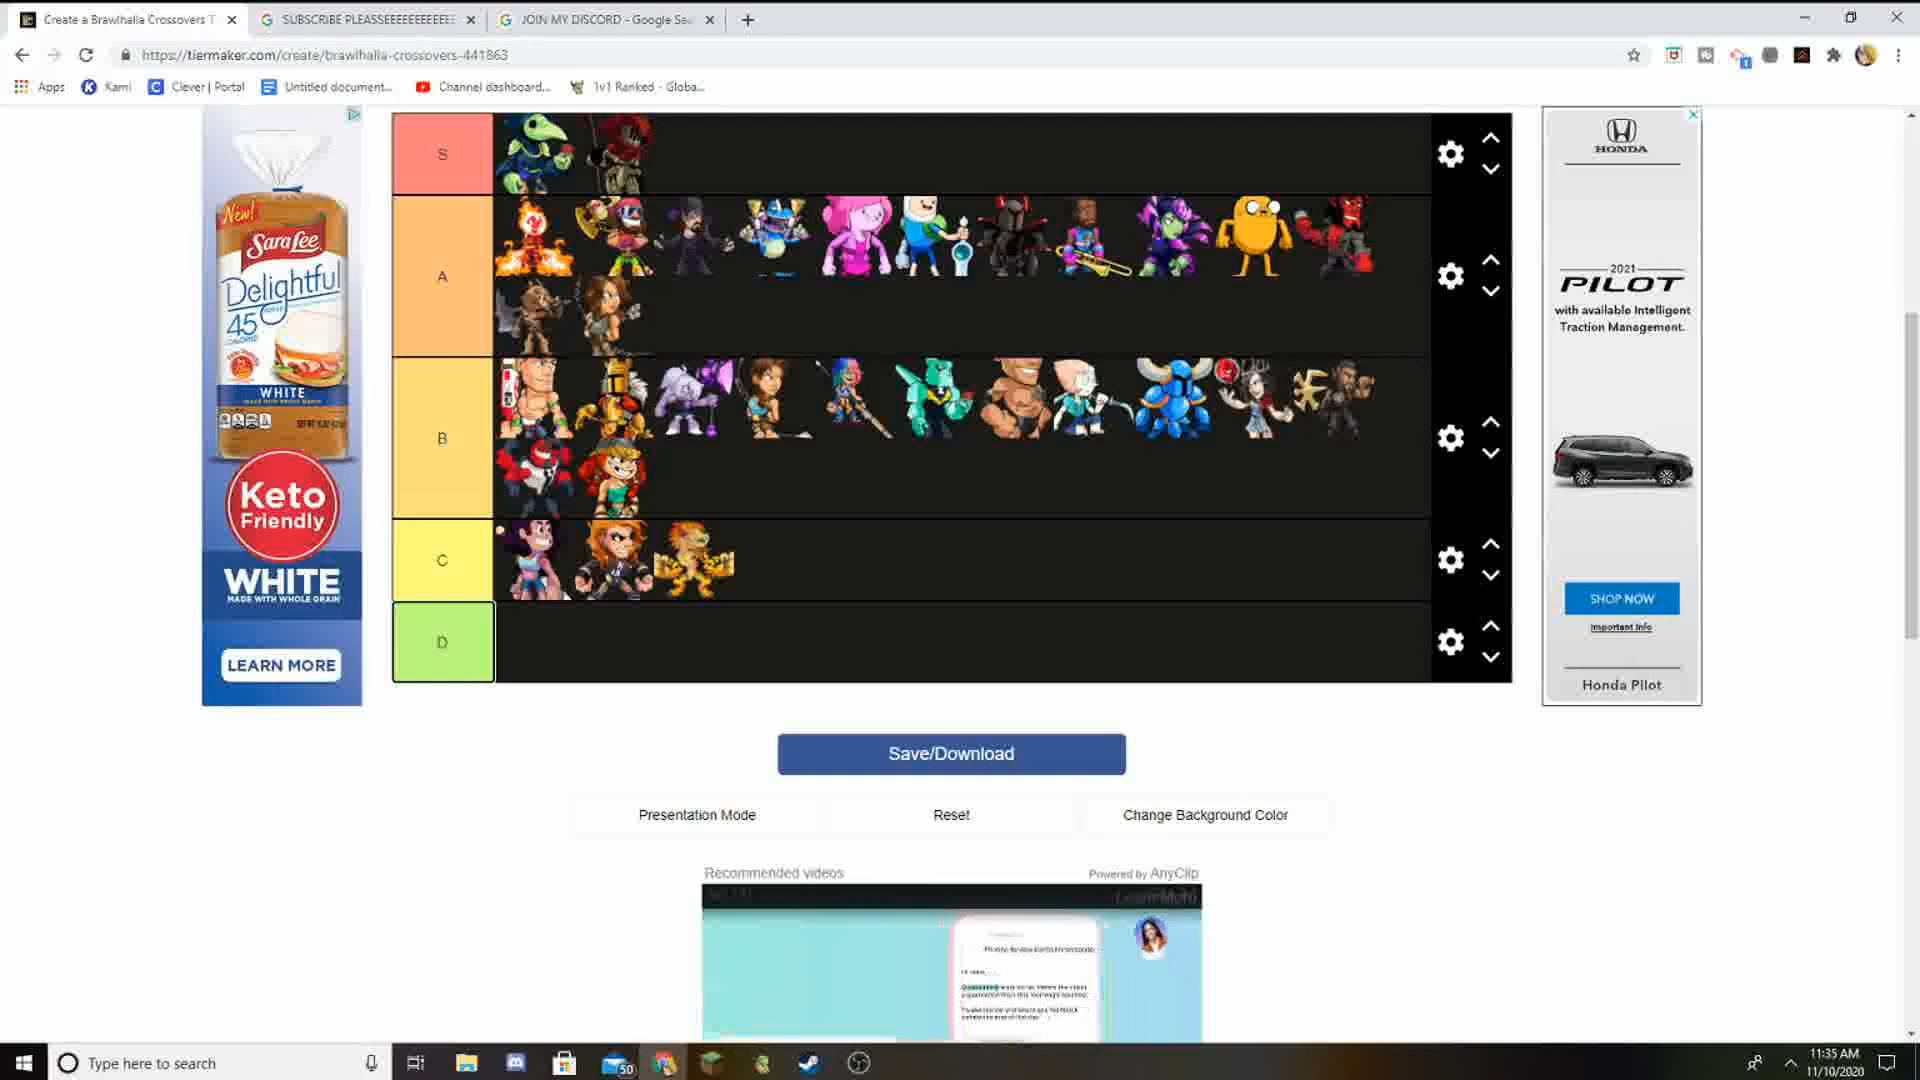 Create a Brawlhalla Crossovers T
SUBSCRIBE PLEASSEEEEEEEEEEE
JOIN MY DISCORD - Google Sea
https://tiermaker.com/create/brawlhalla-crossovers-441863
Apps
Kami
Clever | Portal
Untitled document...
Channel dashboard...
1v1 Ranked - Globa...
New!
Sara Lee
Delightful
45
WHITE
Keto
Friendly
WHITE
MADE WITH WHOLE GRAIN
LEARN MORE
S
A
B
C
D
HONDA
2021
PILOT
with available Intelligent
Traction Management.
SHOP NOW
Important Info
Honda Pilot
Save/Download
Presentation Mode
Reset
Change Background Color
Recommended videos
Powered by AnyClip
Learn More
Type here to search
50
11:35 AM
11/10/2020